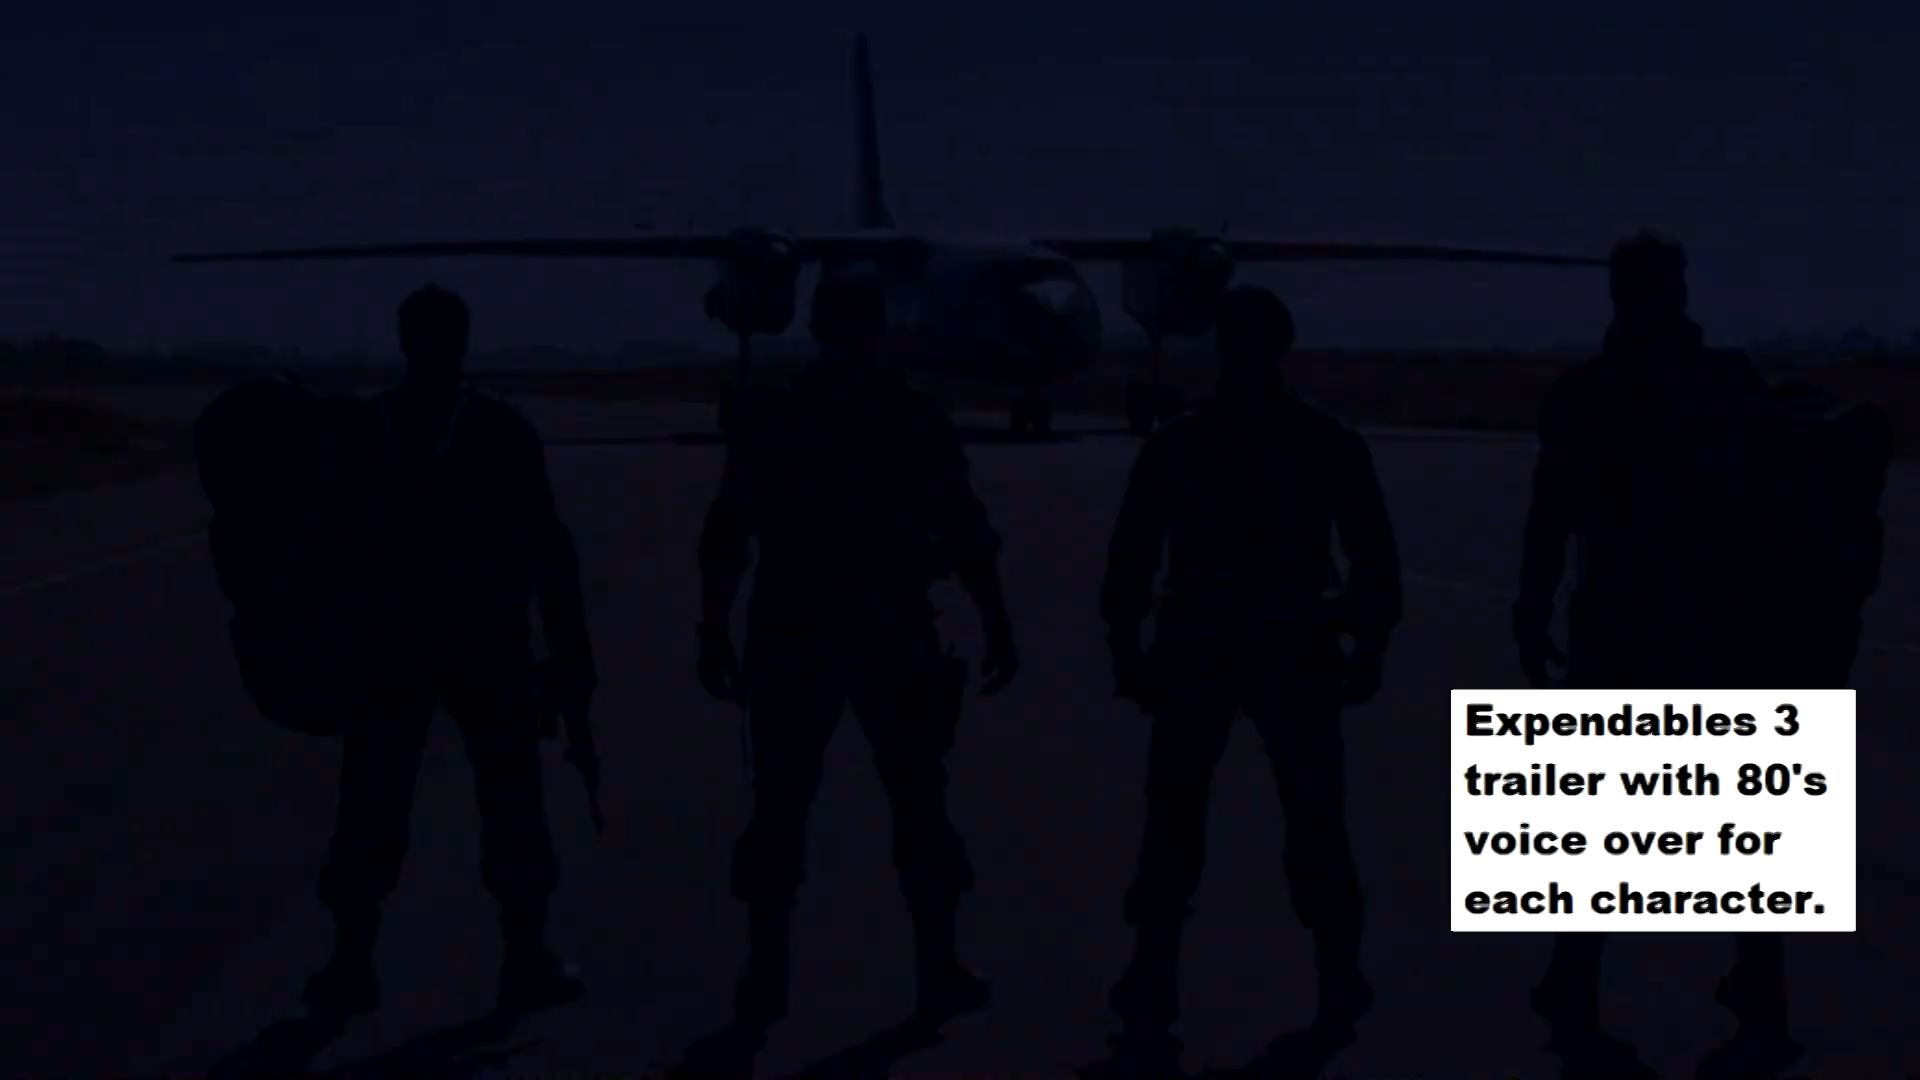 Expendables 3
trailer with 80's
voice over for
each character.